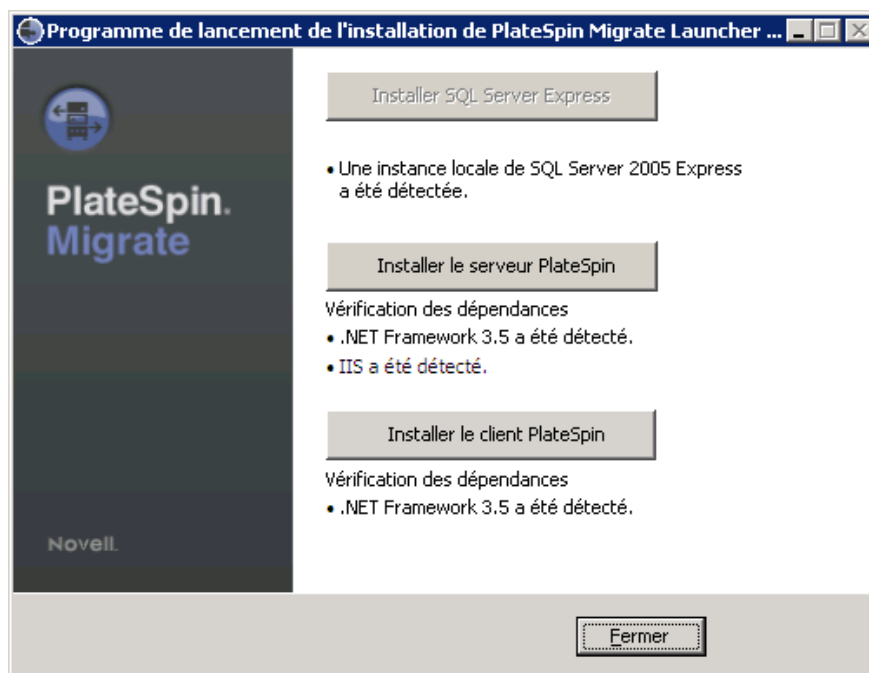 Programme de lancement de l'installation de PlateSpin Migrate Launcher ...
PlateSpin.
Migrate
Novell.
Installer SQL Server Express
• Une instance locale de SQL Server 2005 Express
a été détectée.
Installer le serveur PlateSpin
Vérification des dépendances
• .NET Framework 3.5 a été détecté.
• IIS a été détecté.
Installer le client PlateSpin
Vérification des dépendances
• .NET Framework 3.5 a été détecté.
Fermer